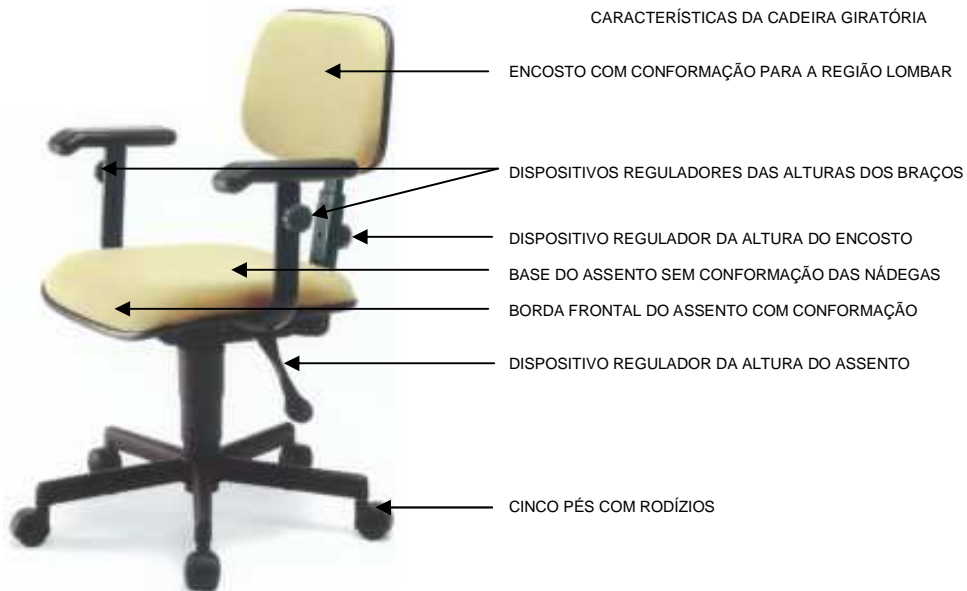 CARACTERÍSTICAS DA CADEIRA GIRATÓRIA
ENCOSTO COM CONFORMAÇÃO PARA A REGIÃO LOMBAR
DISPOSITIVOS REGULADORES DAS ALTURAS DOS BRAÇOS
DISPOSITIVO REGULADOR DA ALTURA DO ENCOSTO
BASE DO ASSENTO SEM CONFORMAÇÃO DAS NÁDEGAS
BORDA FRONTAL DO ASSENTO COM CONFORMAÇÃO
DISPOSITIVO REGULADOR DA ALTURA DO ASSENTO
CINCO PÉS COM RODÍZIOS